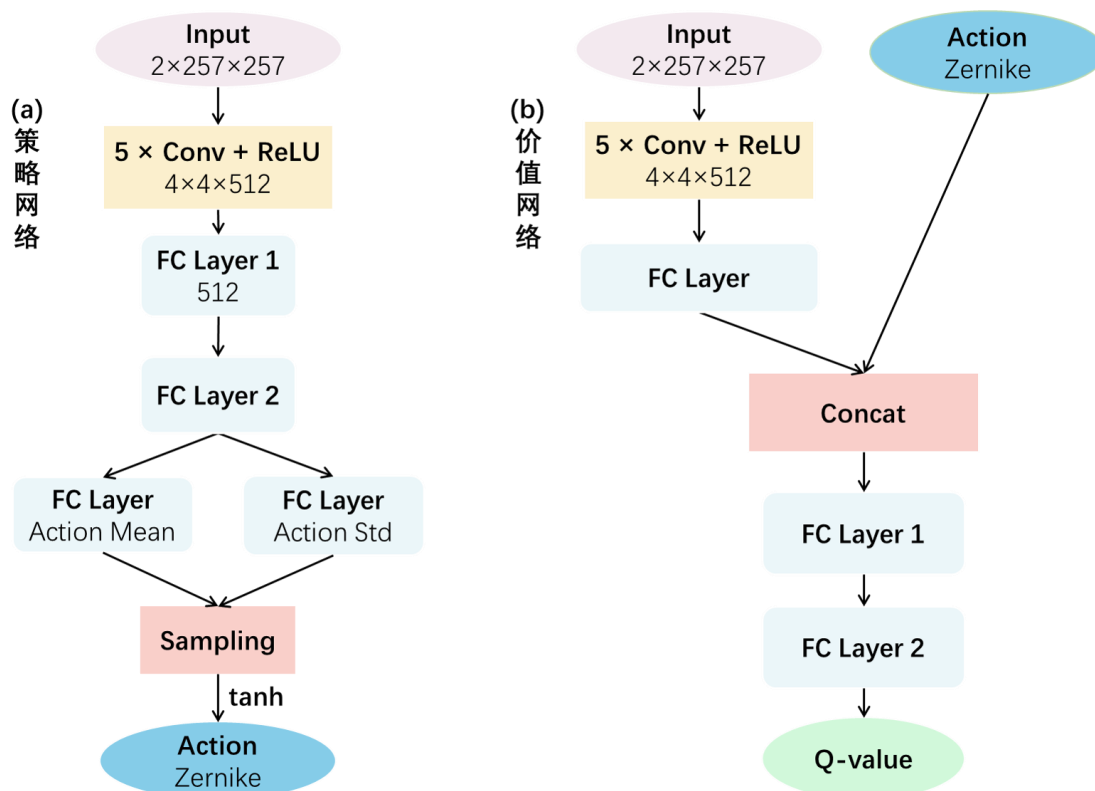 (a)
策
略
网
络
Input
2×257×257
5 × Conv + ReLU
4×4×512
FC Layer 1
512
FC Layer 2
FC Layer
Action Mean
FC Layer
Action Std
Sampling
tanh
Action
Zernike
(b)
价
值
网
络
Input
2×257×257
Action
Zernike
5 × Conv + ReLU
4×4×512
FC Layer
Concat
FC Layer 1
FC Layer 2
Q-value